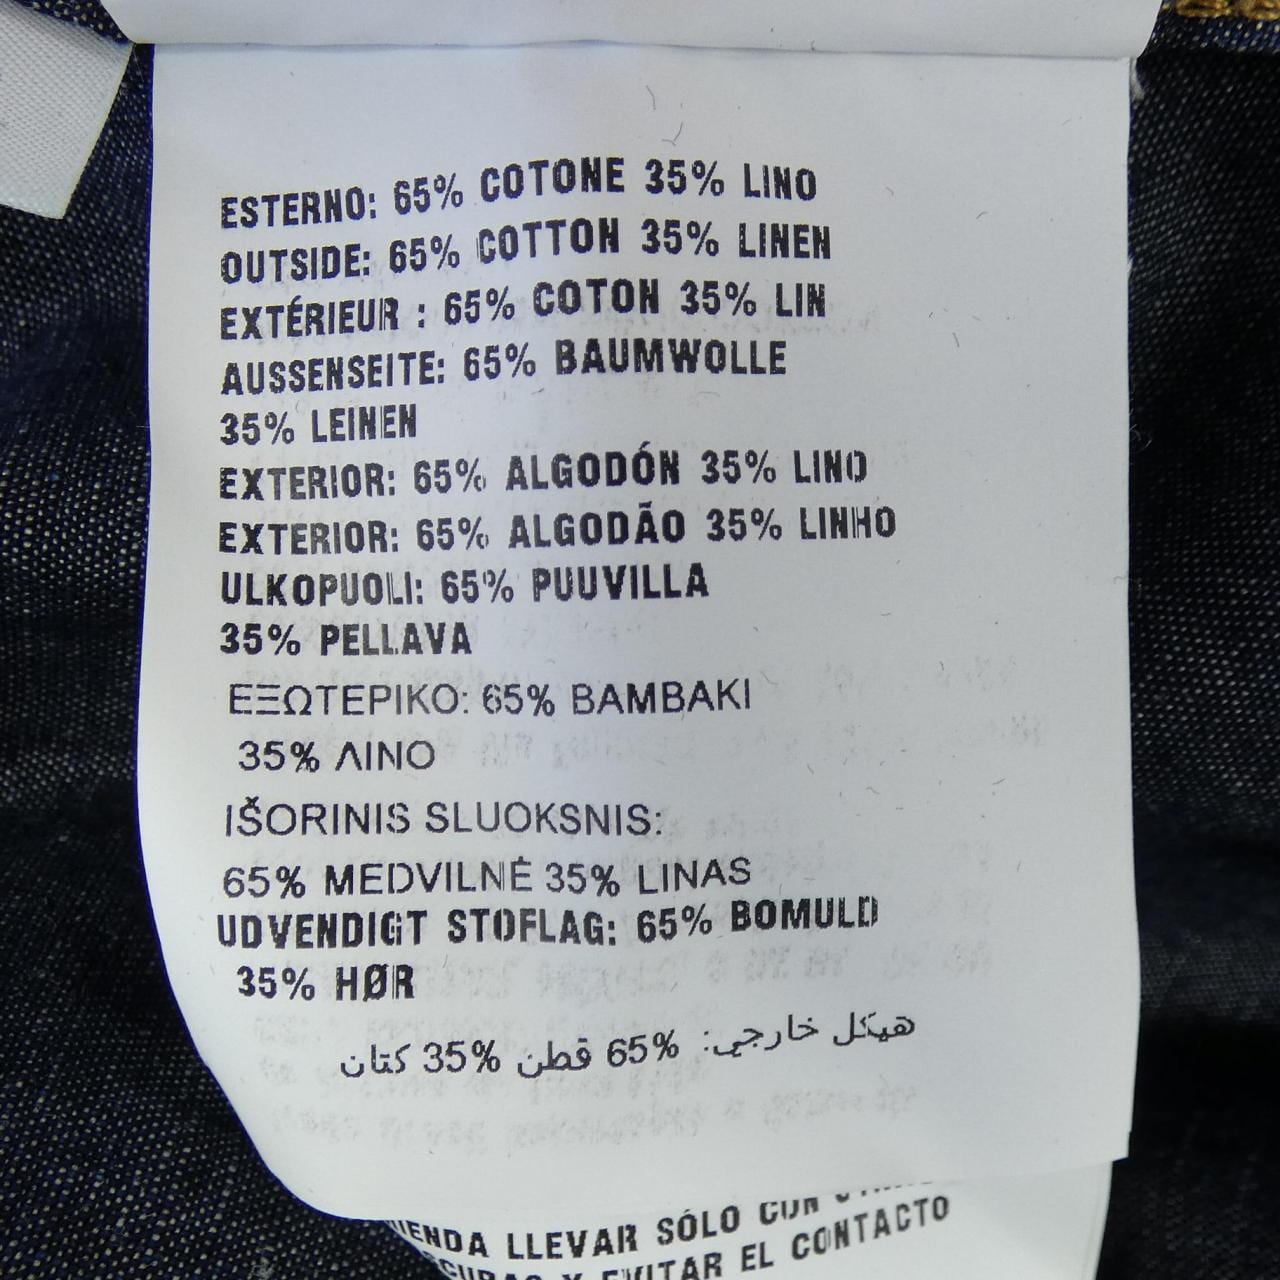 ESTERNO: 65% COTONE 35% LINO
OUTSIDE: 65% COTTON 35% LINEN
EXTÉRIEUR : 65% COTON 35% LIN
AUSSENSEITE: 65% BAUMWOLLE
35% LEINEN
EXTERIOR: 65% ALGODÓN 35% LINO
EXTERIOR: 65% ALGODÃO 35% LINHO
ULKOPUOLI: 65% PUUVILLA
35% PELLAVA
ΕΞΩΤΕΡΙΚΟ: 65% ΒΑΜΒΑΚΙ
35% ΛΙΝΟ
IŠORINIS SLUOKSNIS:
65% MEDVILNĖ 35% LINAS
UDVENDIGT STOFLAG: 65% BOMULD
35% HØR
هيكل خارجي: 65% قطن 35% كتان
LLEVAR SÓLO CON
Y EVITAR EL CONTACTO